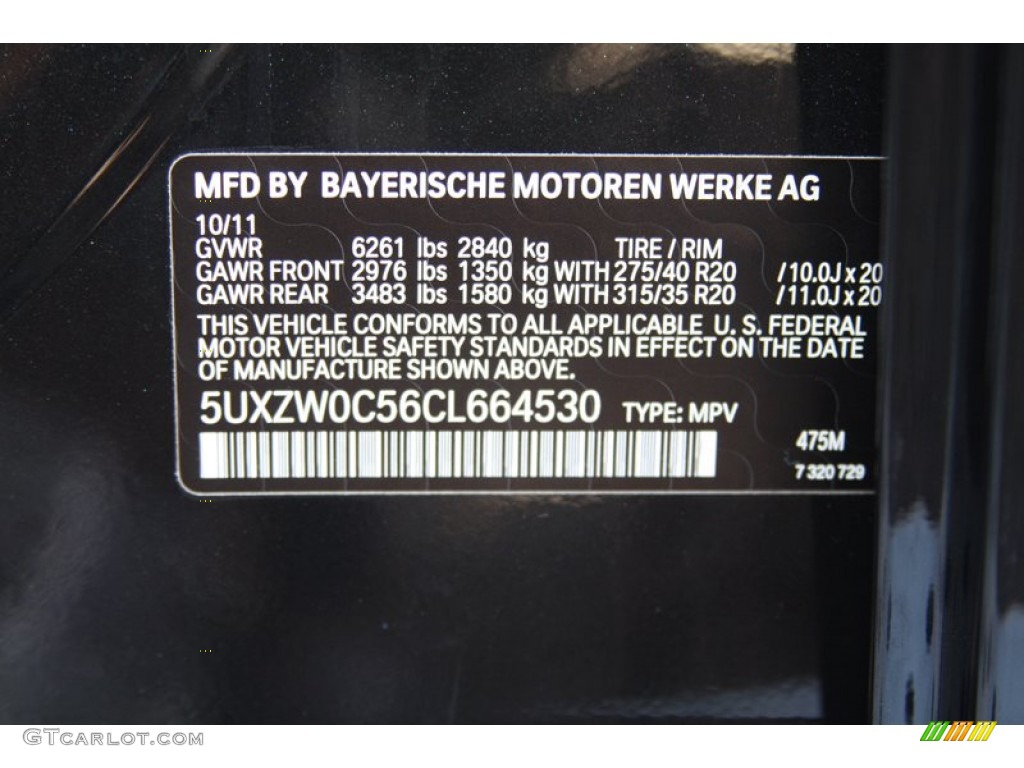 MFD BY BAYERISCHE MOTOREN WERKE AG
10/11
GVWR 6261 lbs 2840 kg TIRE / RIM
GAWR FRONT 2976 lbs 1350 kg WITH 275/40 R20 /10.0J x 20
GAWR REAR 3483 lbs 1580 kg WITH 315/35 R20 /11.0J x 20
THIS VEHICLE CONFORMS TO ALL APPLICABLE U. S. FEDERAL
MOTOR VEHICLE SAFETY STANDARDS IN EFFECT ON THE DATE
OF MANUFACTURE SHOWN ABOVE.
5UXZW0C56CL664530 TYPE: MPV
475M
7 320 729
GTCARLOT.COM